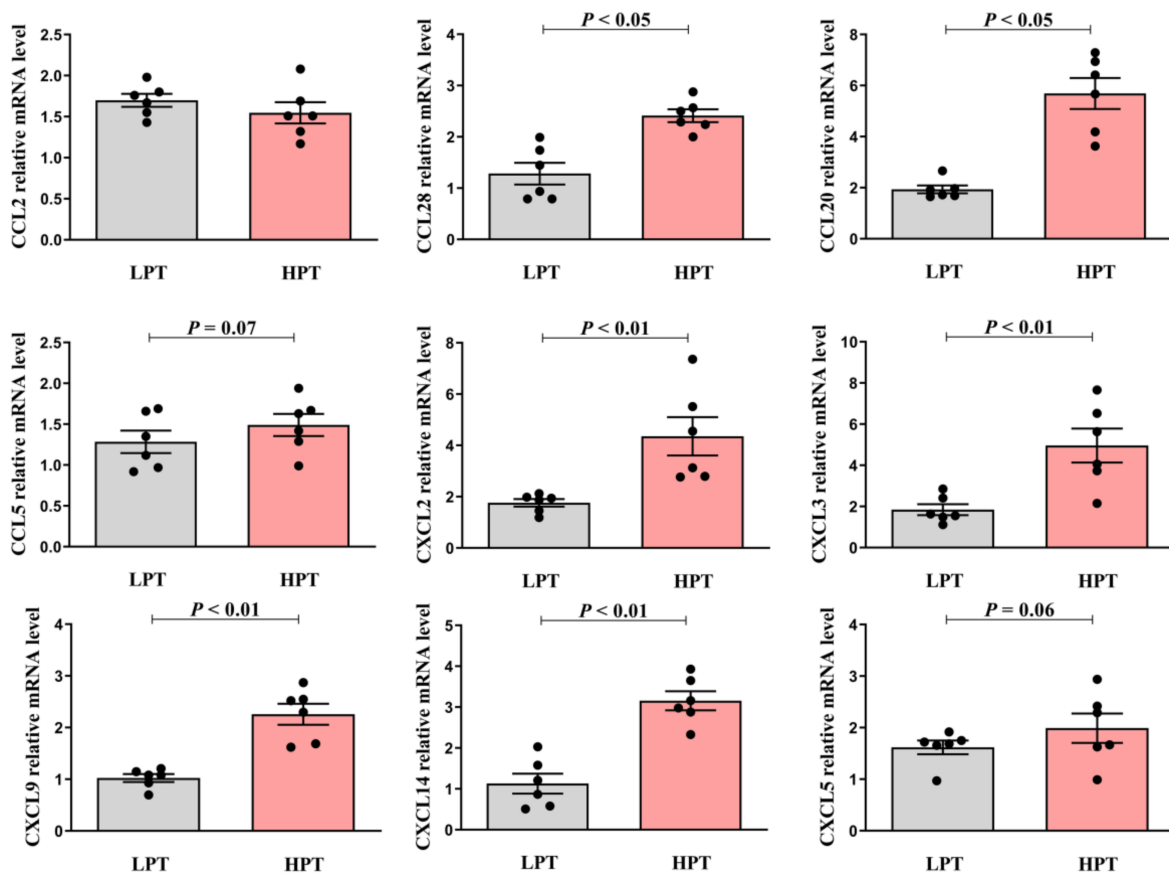 P < 0.05
P < 0.05
CCL2 relative mRNA level
2.5
2.0
1.5
1.0
0.5
0.0
LPT
HPT
CCL28 relative mRNA level
4
3
2
1
0
LPT
HPT
CCL20 relative mRNA level
8
6
4
2
0
LPT
HPT
P = 0.07
P < 0.01
P < 0.01
CCL5 relative mRNA level
2.5
2.0
1.5
1.0
0.5
0.0
LPT
HPT
CXCL2 relative mRNA level
8
6
4
2
0
LPT
HPT
CXCL3 relative mRNA level
10
8
6
4
2
0
LPT
HPT
P < 0.01
P < 0.01
P = 0.06
CXCL9 relative mRNA level
4
3
2
1
0
LPT
HPT
CXCL14 relative mRNA level
5
4
3
2
1
0
LPT
HPT
CXCL5 relative mRNA level
4
3
2
1
0
LPT
HPT